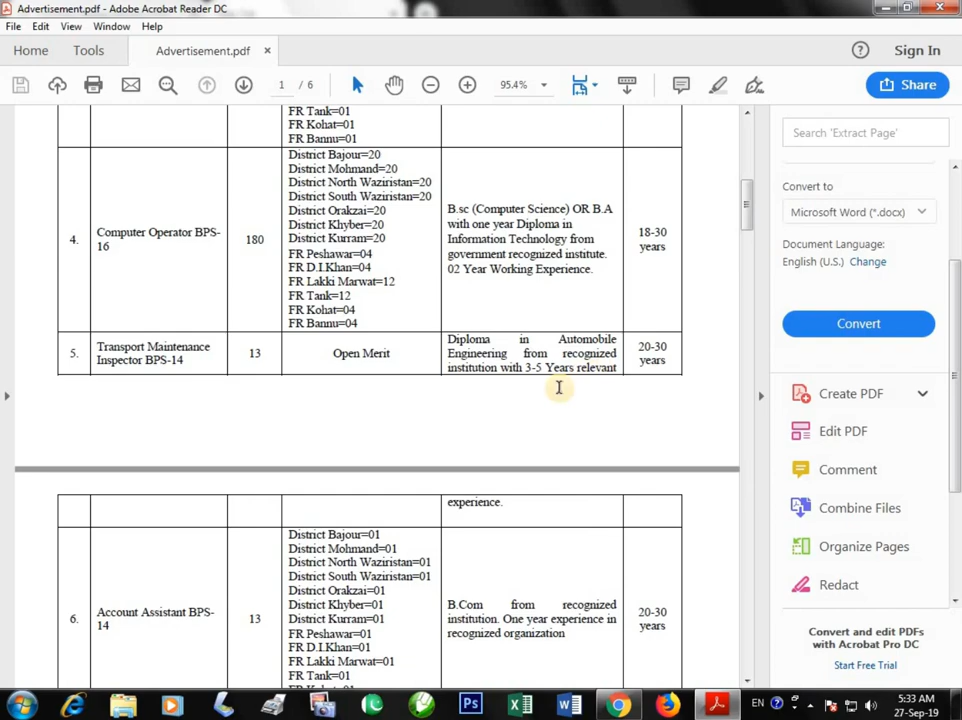 Advertisement.pdf - Adobe Acrobat Reader DC
File Edit View Window Help
Home Tools Advertisement.pdf × Sign In
1 / 6 95.4% Share
FR Tank=01
FR Kohat=01
FR Bannu=01
4. Computer Operator BPS-
16
180
District Bajour=20
District Mohmand=20
District North Waziristan=20
District South Waziristan=20
District Orakzai=20
District Khyber=20
District Kurram=20
FR Peshawar=04
FR D.I.Khan=04
FR Lakki Marwat=12
FR Tank=12
FR Kohat=04
FR Bannu=04
B.sc (Computer Science) OR B.A
with one year Diploma in
Information Technology from
government recognized institute.
02 Year Working Experience.
18-30
years
5. Transport Maintenance
Inspector BPS-14
13
Open Merit
Diploma in Automobile
Engineering from recognized
institution with 3-5 Years relevant
20-30
years
experience.
6. Account Assistant BPS-
14
13
District Bajour=01
District Mohmand=01
District North Waziristan=01
District South Waziristan=01
District Orakzai=01
District Khyber=01
District Kurram=01
FR Peshawar=01
FR D.I.Khan=01
FR Lakki Marwat=01
FR Tank=01
B.Com from recognized
institution. One year experience in
recognized organization
20-30
years
Search 'Extract Page'
Convert to
Microsoft Word (*.docx)
Document Language:
English (U.S.) Change
Convert
Create PDF
Edit PDF
Comment
Combine Files
Organize Pages
Redact
Convert and edit PDFs
with Acrobat Pro DC
Start Free Trial
Ps
EN
5:33 AM
27-Sep-19